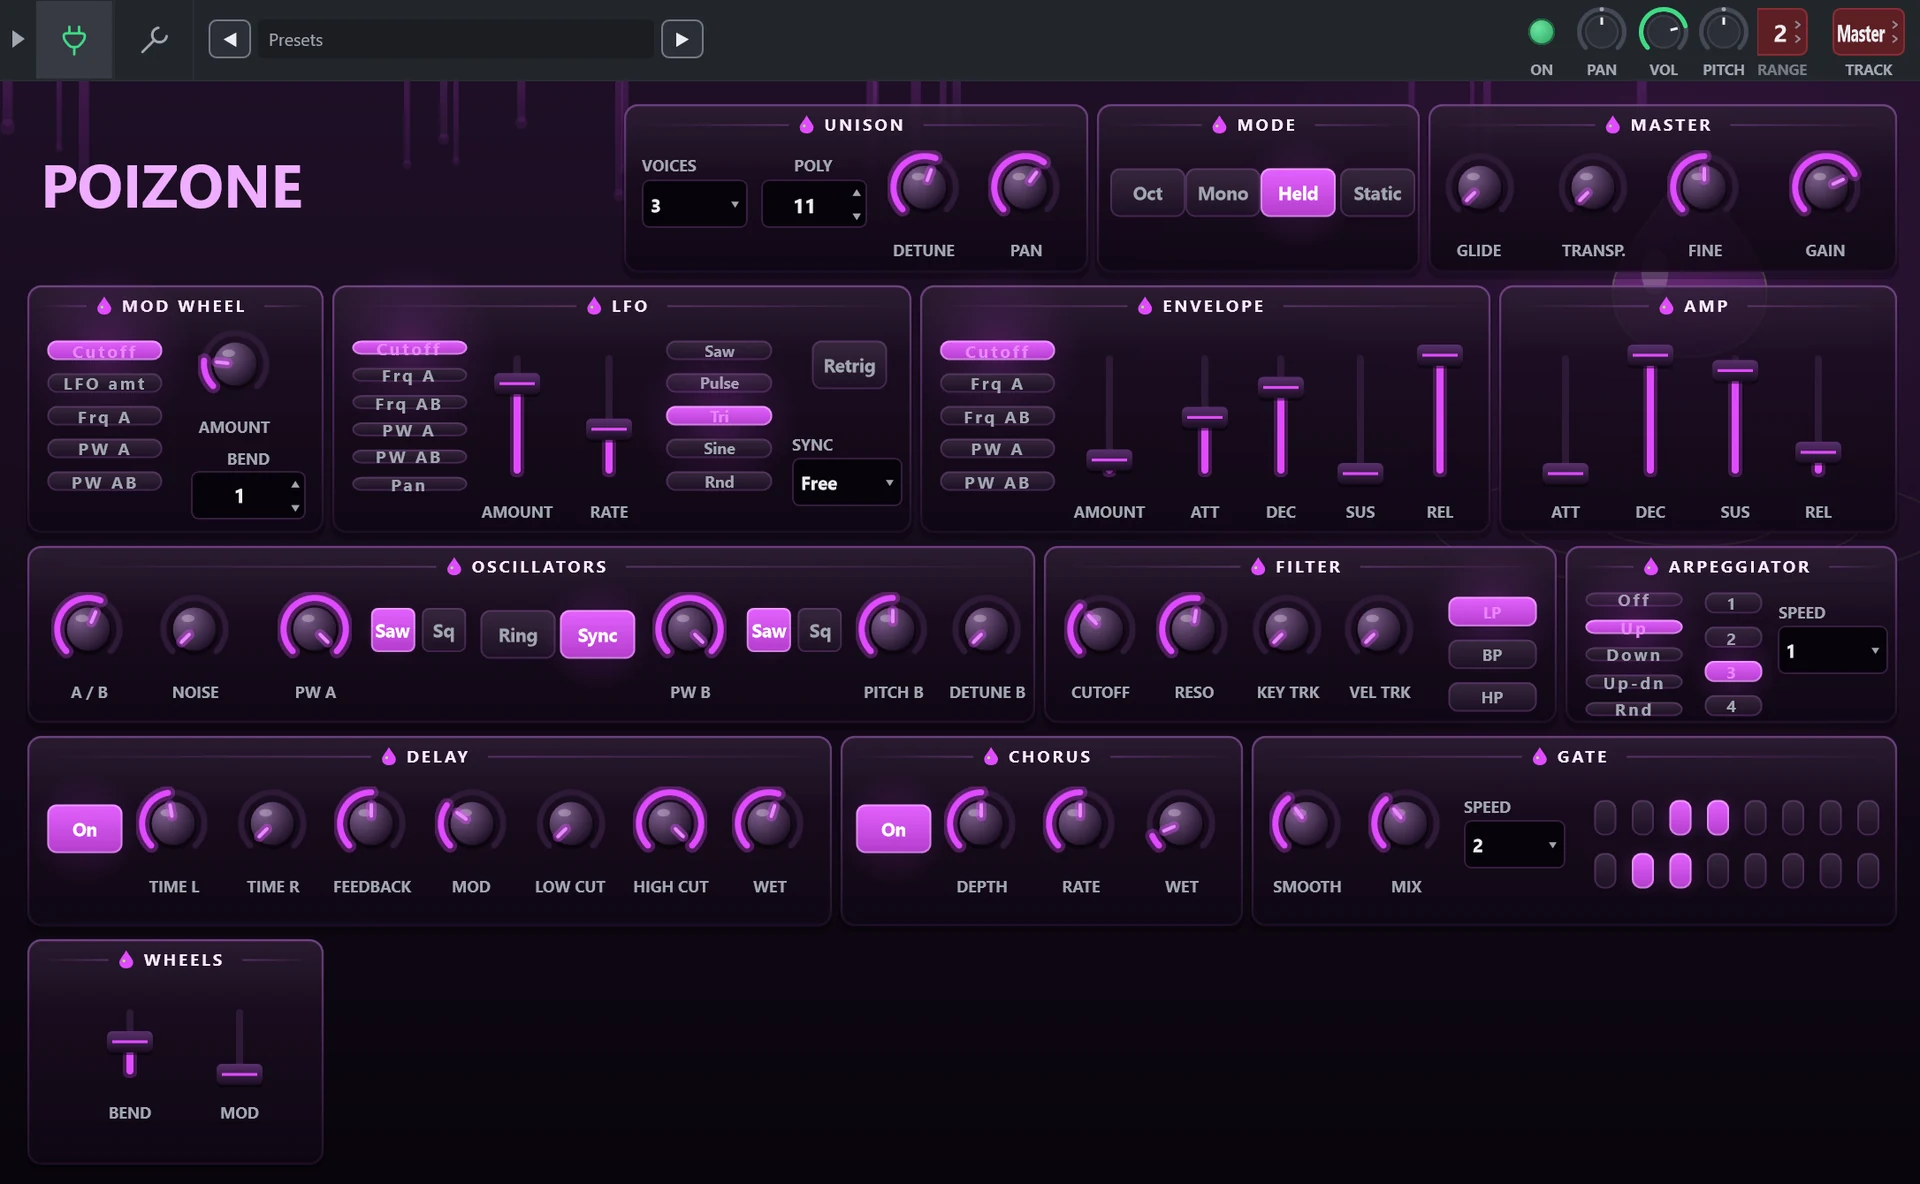 Presets
2
Master
ON
PAN
VOL
PITCH
RANGE
TRACK
POIZONE
UNISON
VOICES
POLY
3
11
DETUNE
PAN
MODE
Oct
Mono
Held
Static
MASTER
GLIDE
TRANSP.
FINE
GAIN
MOD WHEEL
Cutoff
LFO amt
Frq A
PW A
PW AB
AMOUNT
BEND
1
LFO
Cutoff
Frq A
Frq AB
PW A
PW AB
Pan
AMOUNT
RATE
Saw
Pulse
Tri
Sine
Rnd
Retrig
SYNC
Free
ENVELOPE
Cutoff
Frq A
Frq AB
PW A
PW AB
AMOUNT
ATT
DEC
SUS
REL
AMP
ATT
DEC
SUS
REL
OSCILLATORS
Saw
Sq
Ring
Sync
Saw
Sq
A / B
NOISE
PW A
PW B
PITCH B
DETUNE B
FILTER
CUTOFF
RESO
KEY TRK
VEL TRK
LP
BP
HP
ARPEGGIATOR
Off
Up
Down
Up-dn
Rnd
1
2
3
4
SPEED
1
DELAY
On
TIME L
TIME R
FEEDBACK
MOD
LOW CUT
HIGH CUT
WET
CHORUS
On
DEPTH
RATE
WET
GATE
SMOOTH
MIX
SPEED
2
WHEELS
BEND
MOD